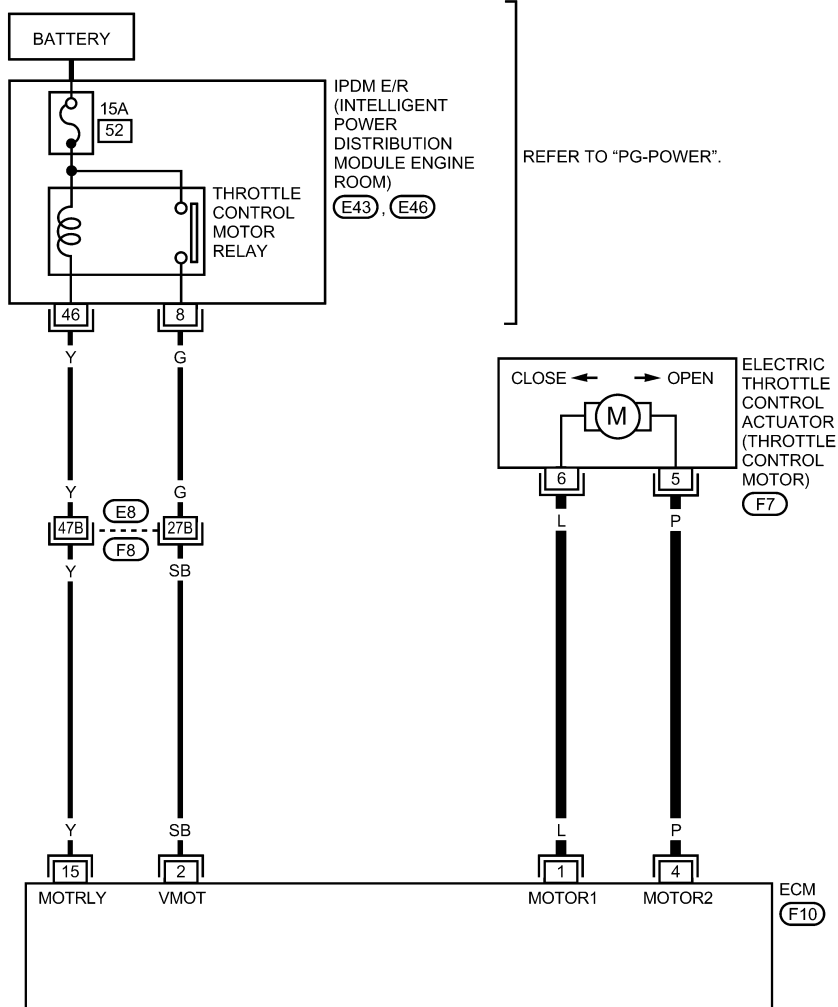 BATTERY
15A
52
IPDM E/R
(INTELLIGENT
POWER
DISTRIBUTION
MODULE ENGINE
ROOM)
E43 , E46
REFER TO “PG-POWER”.
THROTTLE
CONTROL
MOTOR
RELAY
46 8
Y G
CLOSE OPEN
M
ELECTRIC
THROTTLE
CONTROL
ACTUATOR
(THROTTLE
CONTROL
MOTOR)
F7
6 5
L P
Y G
47B E8 27B
F8
Y SB
Y SB L P
15 2 1 4
MOTRLY VMOT MOTOR1 MOTOR2
ECM
F10